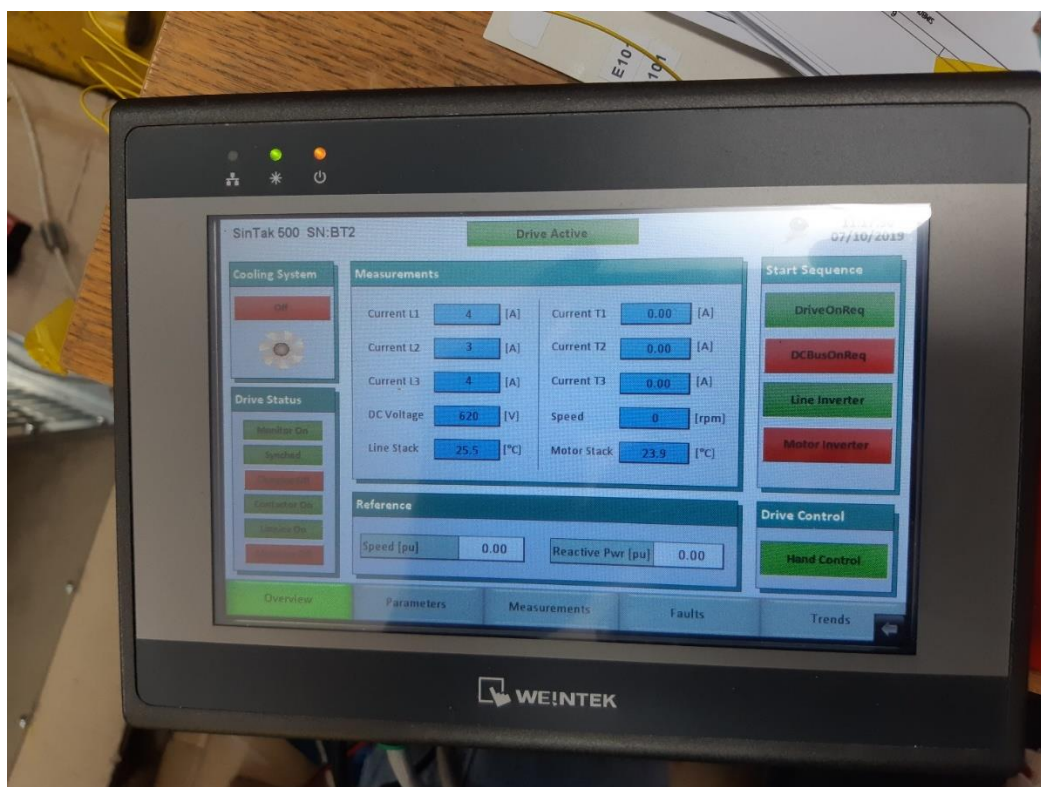 E10
101
SinTak 500 SN:BT2
Drive Active
07/10/2019
Cooling System
Off
Drive Status
Monitor On
Synched
Contactor On
Measurements
Current L1 4 [A]
Current L2 3 [A]
Current L3 4 [A]
DC Voltage 620 [V]
Line Stack 25.5 [°C]
Current T1 0.00 [A]
Current T2 0.00 [A]
Current T3 0.00 [A]
Speed 0 [rpm]
Motor Stack 23.9 [°C]
Reference
Speed [pu] 0.00
Reactive Pwr [pu] 0.00
Start Sequence
DriveOnReq
DCBusOnReq
Line Inverter
Motor Inverter
Drive Control
Hand Control
Overview
Parameters
Measurements
Faults
Trends
WEINTEK